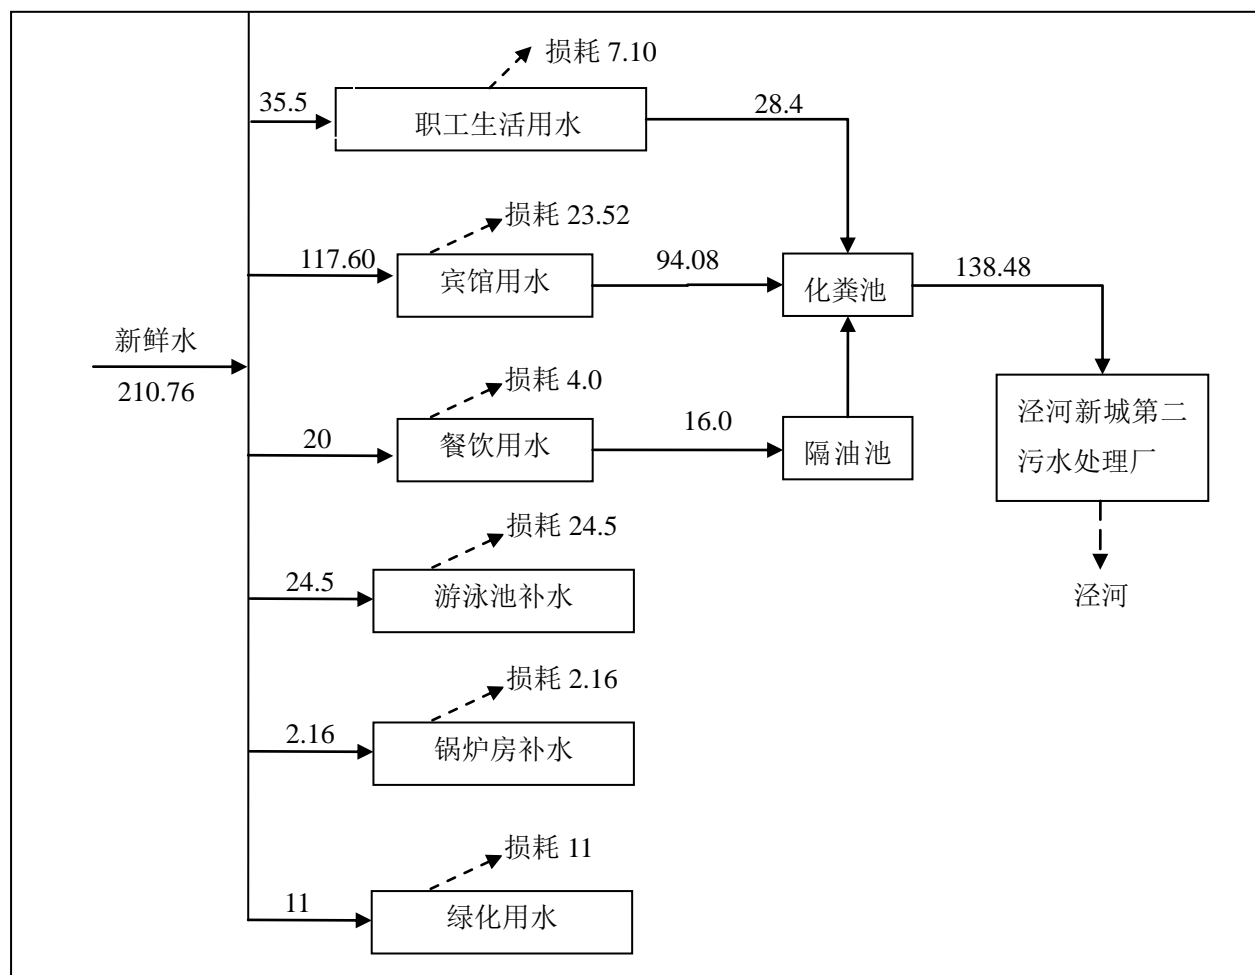 损耗 7.10
35.5
职工生活用水
28.4
损耗 23.52
117.60
宾馆用水
94.08
化粪池
138.48
新鲜水
210.76
损耗 4.0
20
餐饮用水
16.0
隔油池
泾河新城第二
污水处理厂
损耗 24.5
24.5
游泳池补水
泾河
损耗 2.16
2.16
锅炉房补水
损耗 11
11
绿化用水